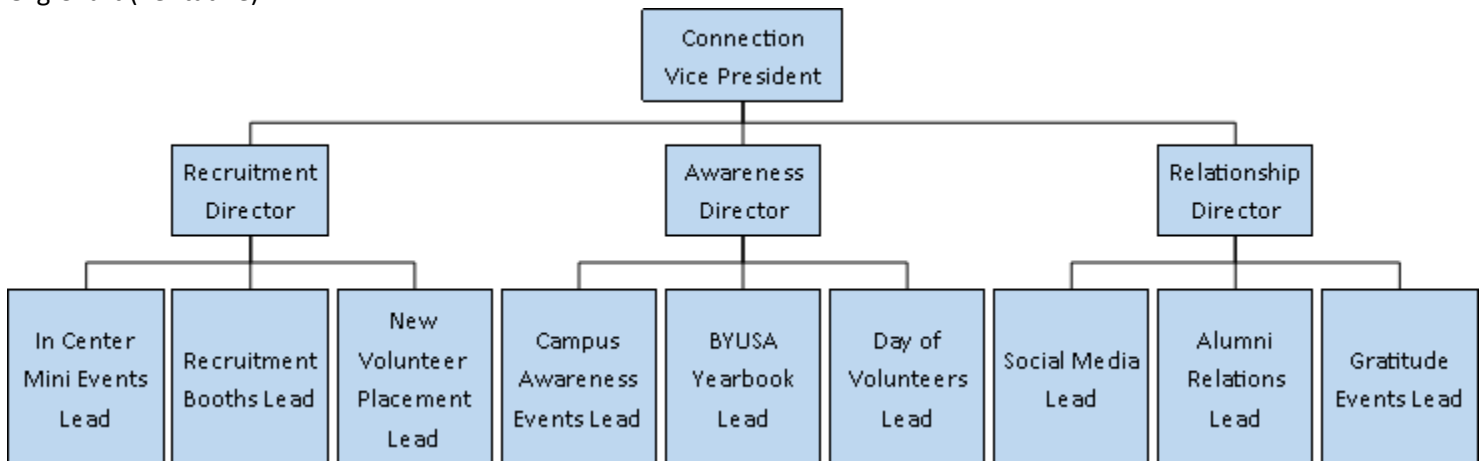 Connection
Vice President
Recruitment
Director
Awareness
Director
Relationship
Director
In Center
Mini Events
Lead
Recruitment
Booths Lead
New
Volunteer
Placement
Lead
Campus
Awareness
Events Lead
BYUSA
Yearbook
Lead
Day of
Volunteers
Lead
Social Media
Lead
Alumni
Relations
Lead
Gratitude
Events Lead